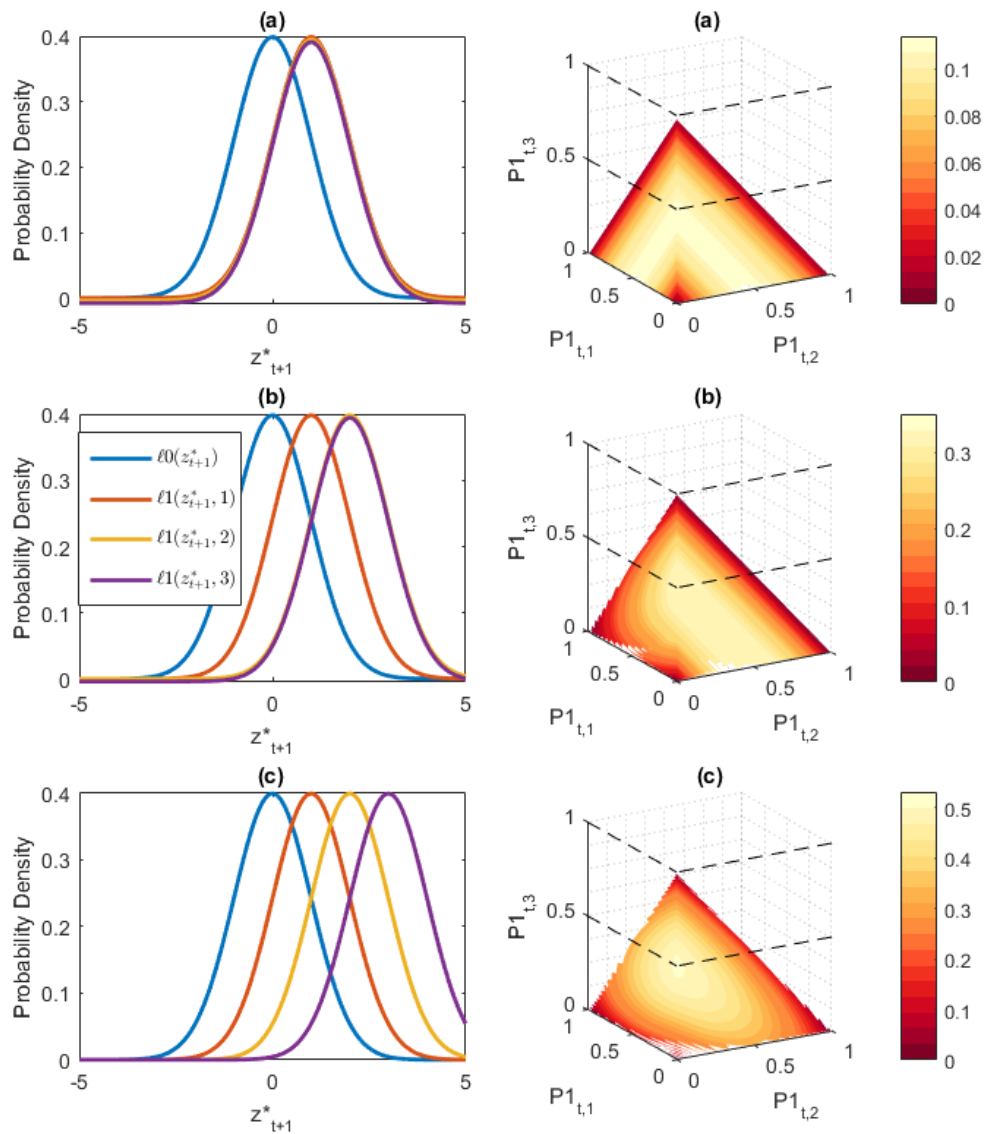 (a)
0.4
0.3
0.2
0.1
0
Probability Density
-5
0
5
z*t+1
(a)
1
0.5
0
P1t,3
1
0.5
0
P1t,1
0
0.5
1
P1t,2
0.1
0.08
0.06
0.04
0.02
0
(b)
0.4
0.3
0.2
0.1
0
Probability Density
ℓ0(z*t+1)
ℓ1(z*t+1, 1)
ℓ1(z*t+1, 2)
ℓ1(z*t+1, 3)
-5
0
5
z*t+1
(b)
1
0.5
0
P1t,3
1
0.5
0
P1t,1
0
0.5
1
P1t,2
0.3
0.2
0.1
0
(c)
0.4
0.3
0.2
0.1
0
Probability Density
-5
0
5
z*t+1
(c)
1
0.5
0
P1t,3
1
0.5
0
P1t,1
0
0.5
1
P1t,2
0.5
0.4
0.3
0.2
0.1
0